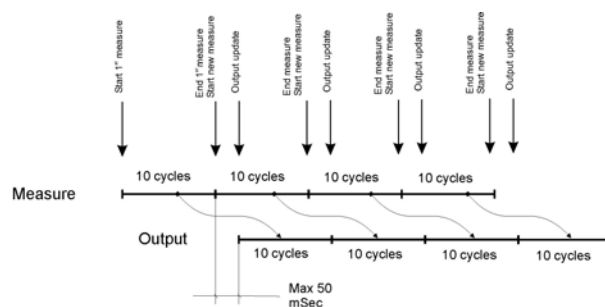 Start 1st measure
End 1st measure
Start new measure
Output update
End measure
Start new measure
Output update
End measure
Start new measure
Output update
End measure
Start new measure
Output update
10 cycles
10 cycles
10 cycles
10 cycles
Measure
Output
10 cycles
10 cycles
10 cycles
10 cycles
Max 50
mSec